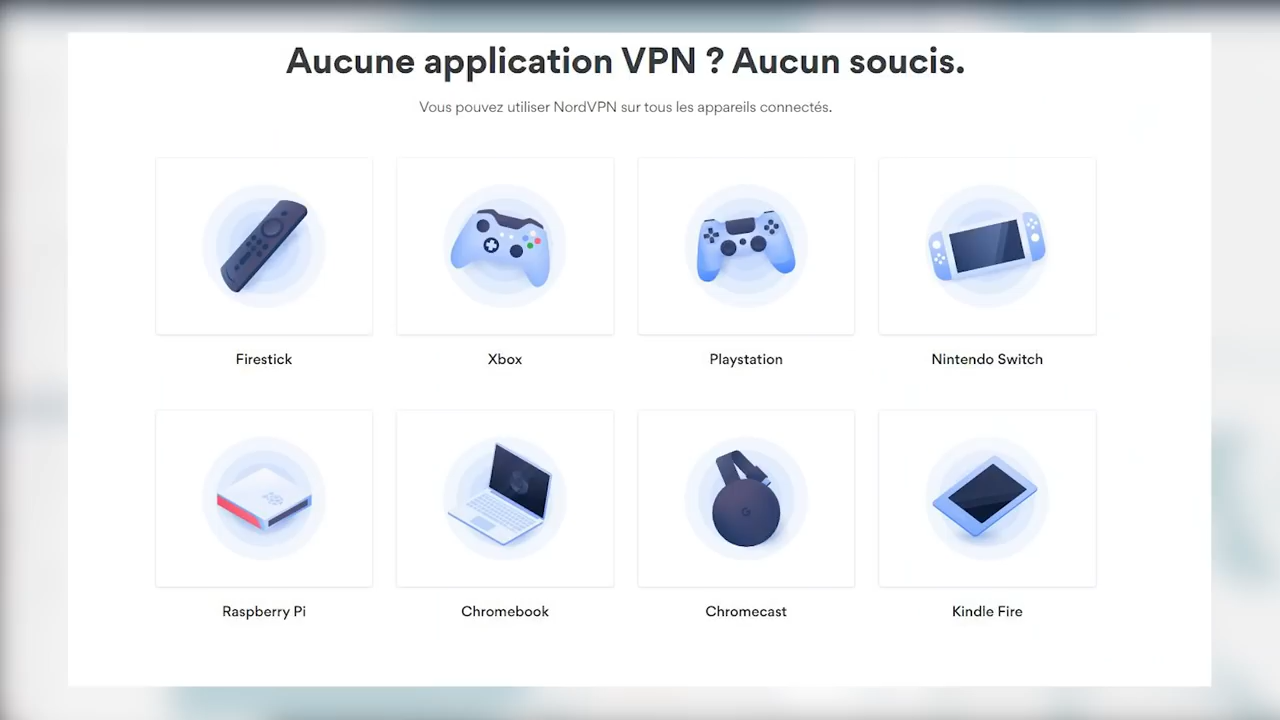 Aucune application VPN ? Aucun soucis.
Vous pouvez utiliser NordVPN sur tous les appareils connectés.
Firestick
Xbox
Playstation
Nintendo Switch
Raspberry Pi
Chromebook
Chromecast
Kindle Fire